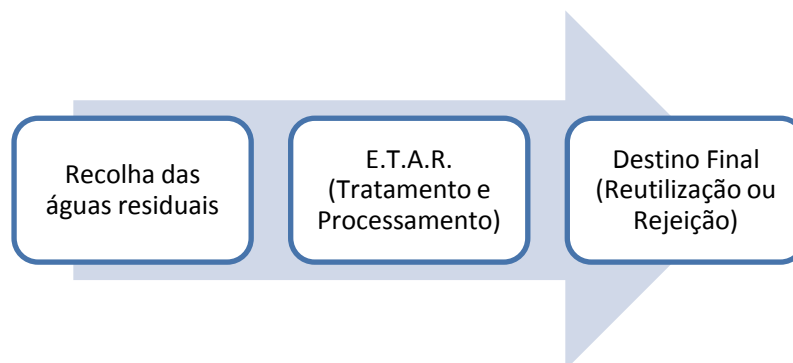 Recolha das
águas residuais
E.T.A.R.
(Tratamento e
Processamento)
Destino Final
(Reutilização ou
Rejeição)